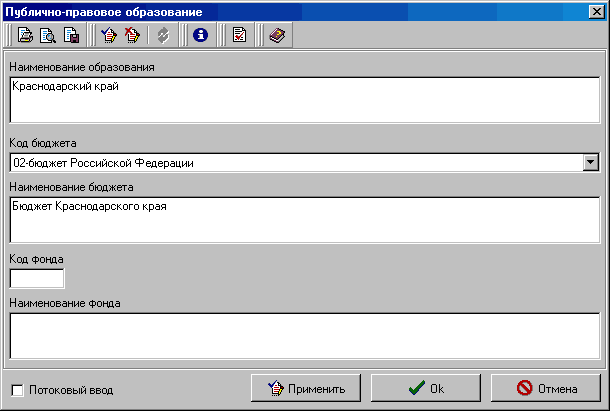 Публично-правовое образование
Наименование образования
Краснодарский край
Код бюджета
02-бюджет Российской Федерации
Наименование бюджета
Бюджет Краснодарского края
Код фонда
Наименование фонда
Потоковый ввод
Применить
Ok
Отмена